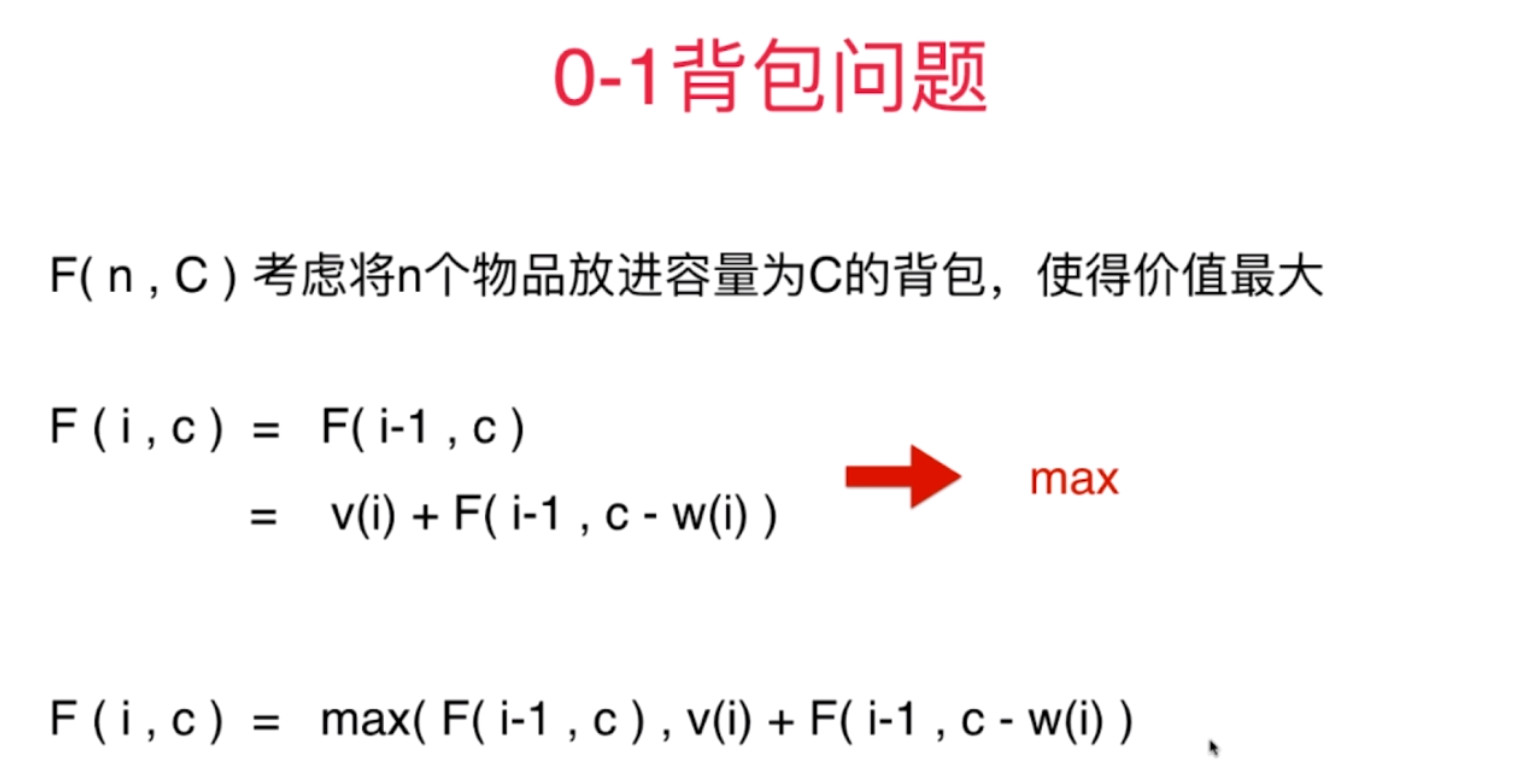 0-1背包问题
F( n , C ) 考虑将n个物品放进容量为C的背包，使得价值最大
F ( i , c ) = F( i-1 , c )
= v(i) + F( i-1 , c - w(i) )
max
F ( i , c ) = max( F( i-1 , c ) , v(i) + F( i-1 , c - w(i) )